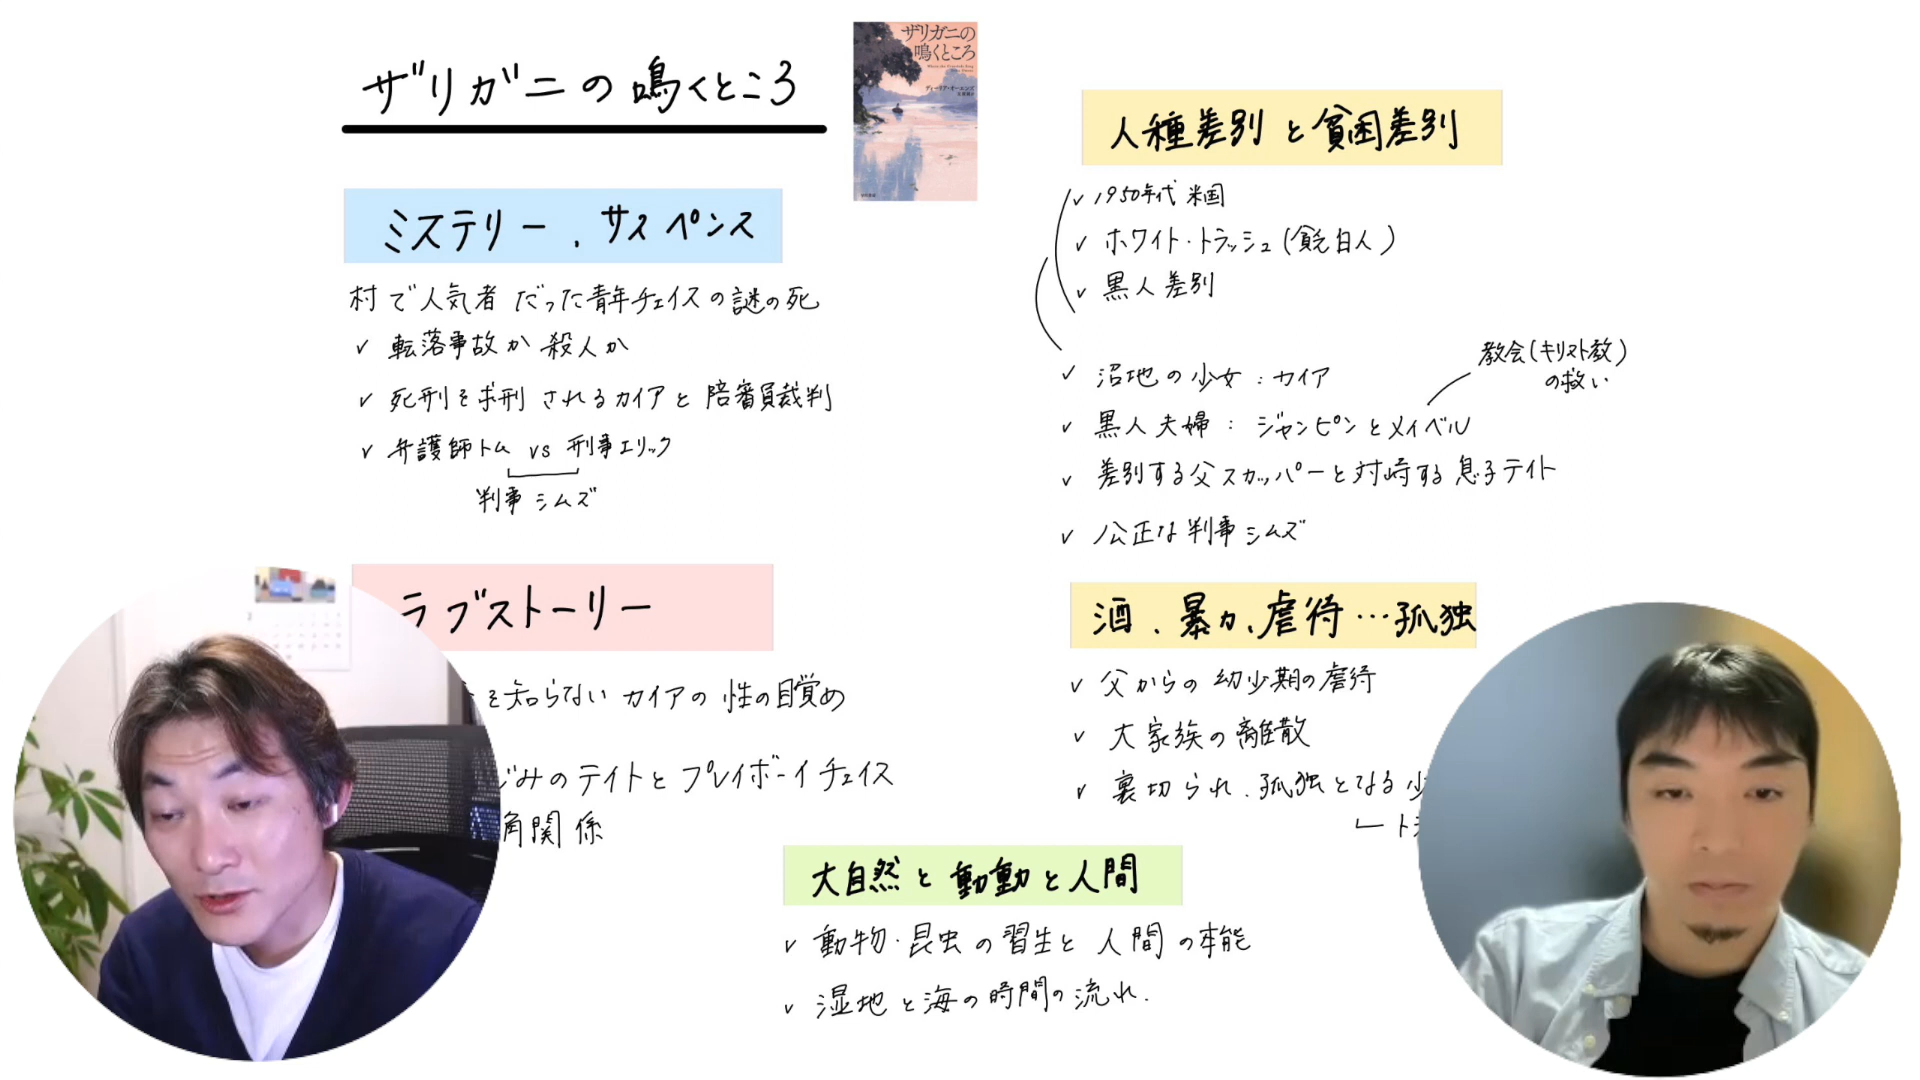 ザリガニの鳴くところ
ザリガニの
鳴くところ
ディーリア・オーエンズ
ミステリー、サスペンス
村で人気者だった青年チェイスの謎の死
✓ 転落事故か殺人か
✓ 死刑を求刑されるカイアと陪審員裁判
✓ 弁護師トム vs 刑事エリック
判事シムズ
ラブストーリー
を知らないカイアの性の目覚め
じみのテイトとプレイボーイチェイス
角関係
人種差別と貧困差別
✓ 1950年代 米国
✓ ホワイト・トラッシュ(貧乏白人)
✓ 黒人差別
✓ 沼地の少女:カイア
教会(キリスト教)
の救い
✓ 黒人夫婦:ジャンピンとメイベル
✓ 差別する父スカッパーと対峙する息子テイト
✓ 公正な判事シムズ
酒、暴力、虐待…孤独
✓ 父からの幼少期の虐待
✓ 大家族の離散
✓ 裏切られ、孤独となる少
ト
大自然と動動と人間
✓ 動物・昆虫の習生と人間の本能
✓ 湿地と海の時間の流れ.